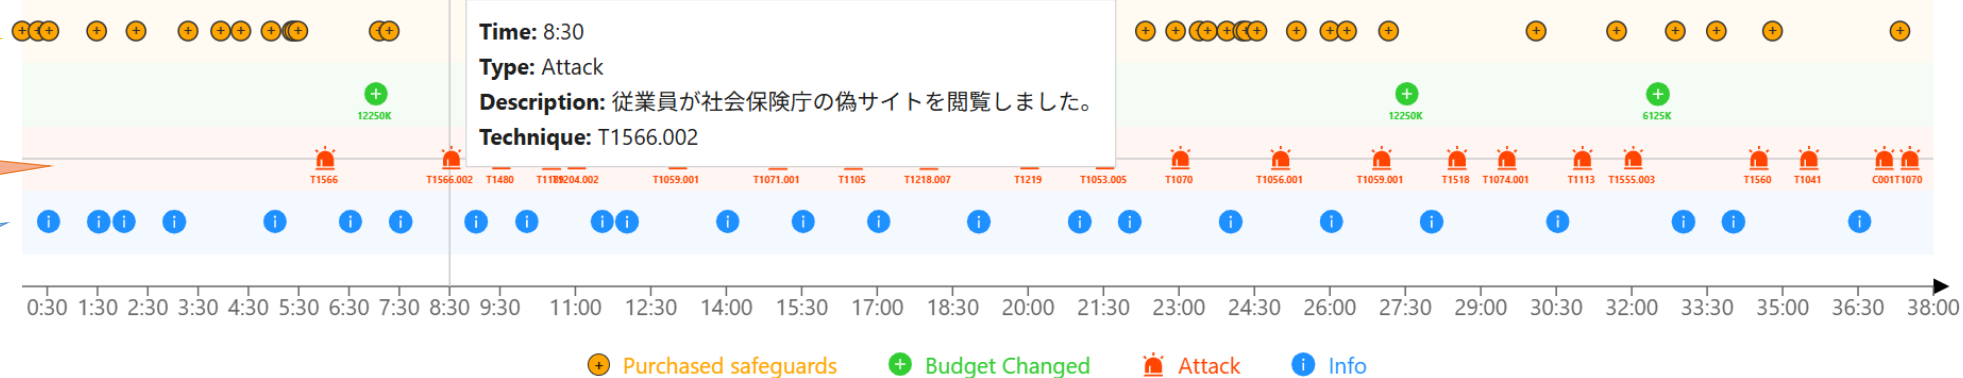 Time: 8:30
Type: Attack
Description: 従業員が社会保険庁の偽サイトを閲覧しました。
Technique: T1566.002
12250K 12250K 6125K
T1566 T1566.002 T1480 T1204.002 T1059.001 T1071.001 T1105 T1218.007 T1219 T1053.005 T1070 T1056.001 T1059.001 T1518 T1074.001 T1113 T1555.003 T1560 T1041 C001 T1070
0:30 1:30 2:30 3:30 4:30 5:30 6:30 7:30 8:30 9:30 11:00 12:30 14:00 15:30 17:00 18:30 20:00 21:30 23:00 24:30 26:00 27:30 29:00 30:30 32:00 33:30 35:00 36:30 38:00
Purchased safeguards Budget Changed Attack Info